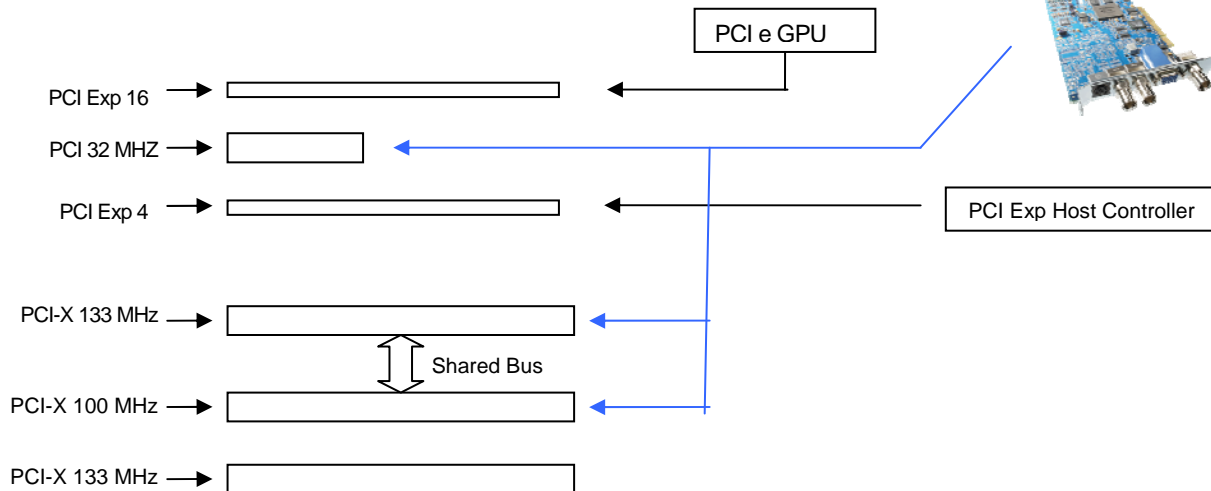 PCI e GPU
PCI Exp 16
PCI 32 MHZ
PCI Exp 4
PCI Exp Host Controller
PCI-X 133 MHz
Shared Bus
PCI-X 100 MHz
PCI-X 133 MHz